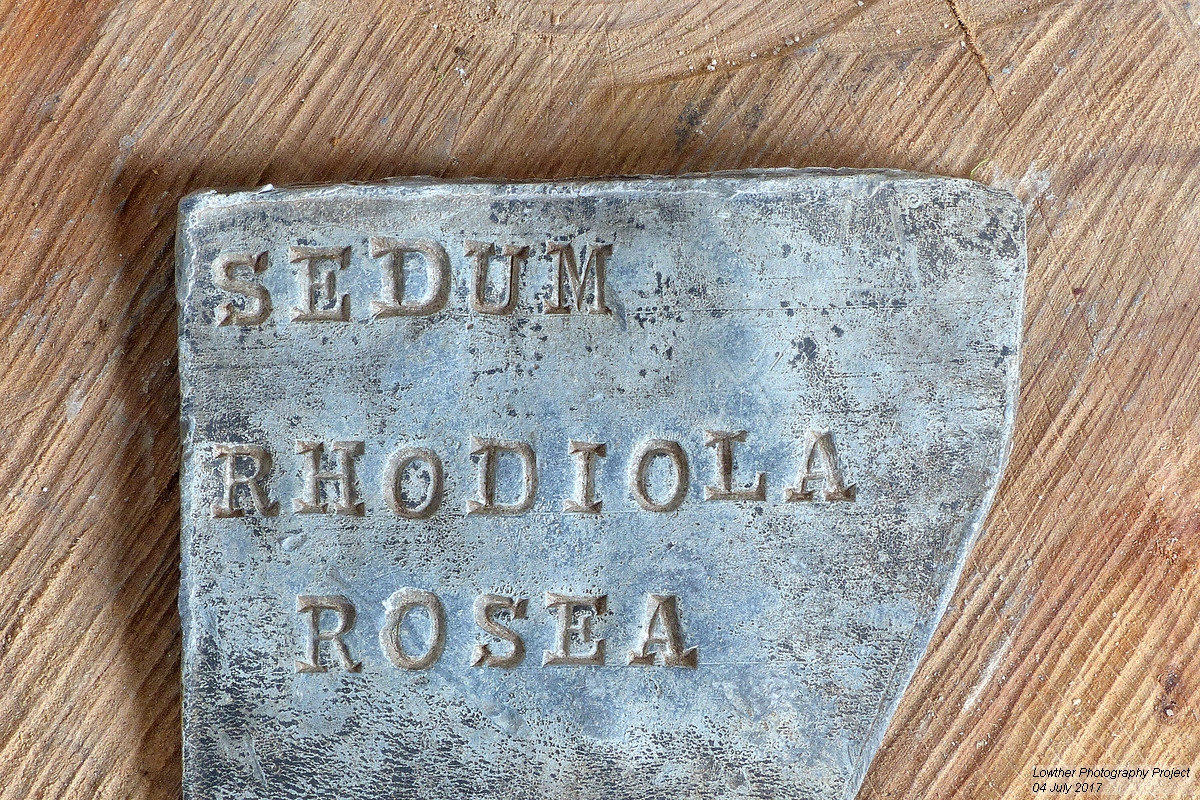 SEDUM
RHODIOLA
ROSEA
Lowther Photography Project
04 July 2017